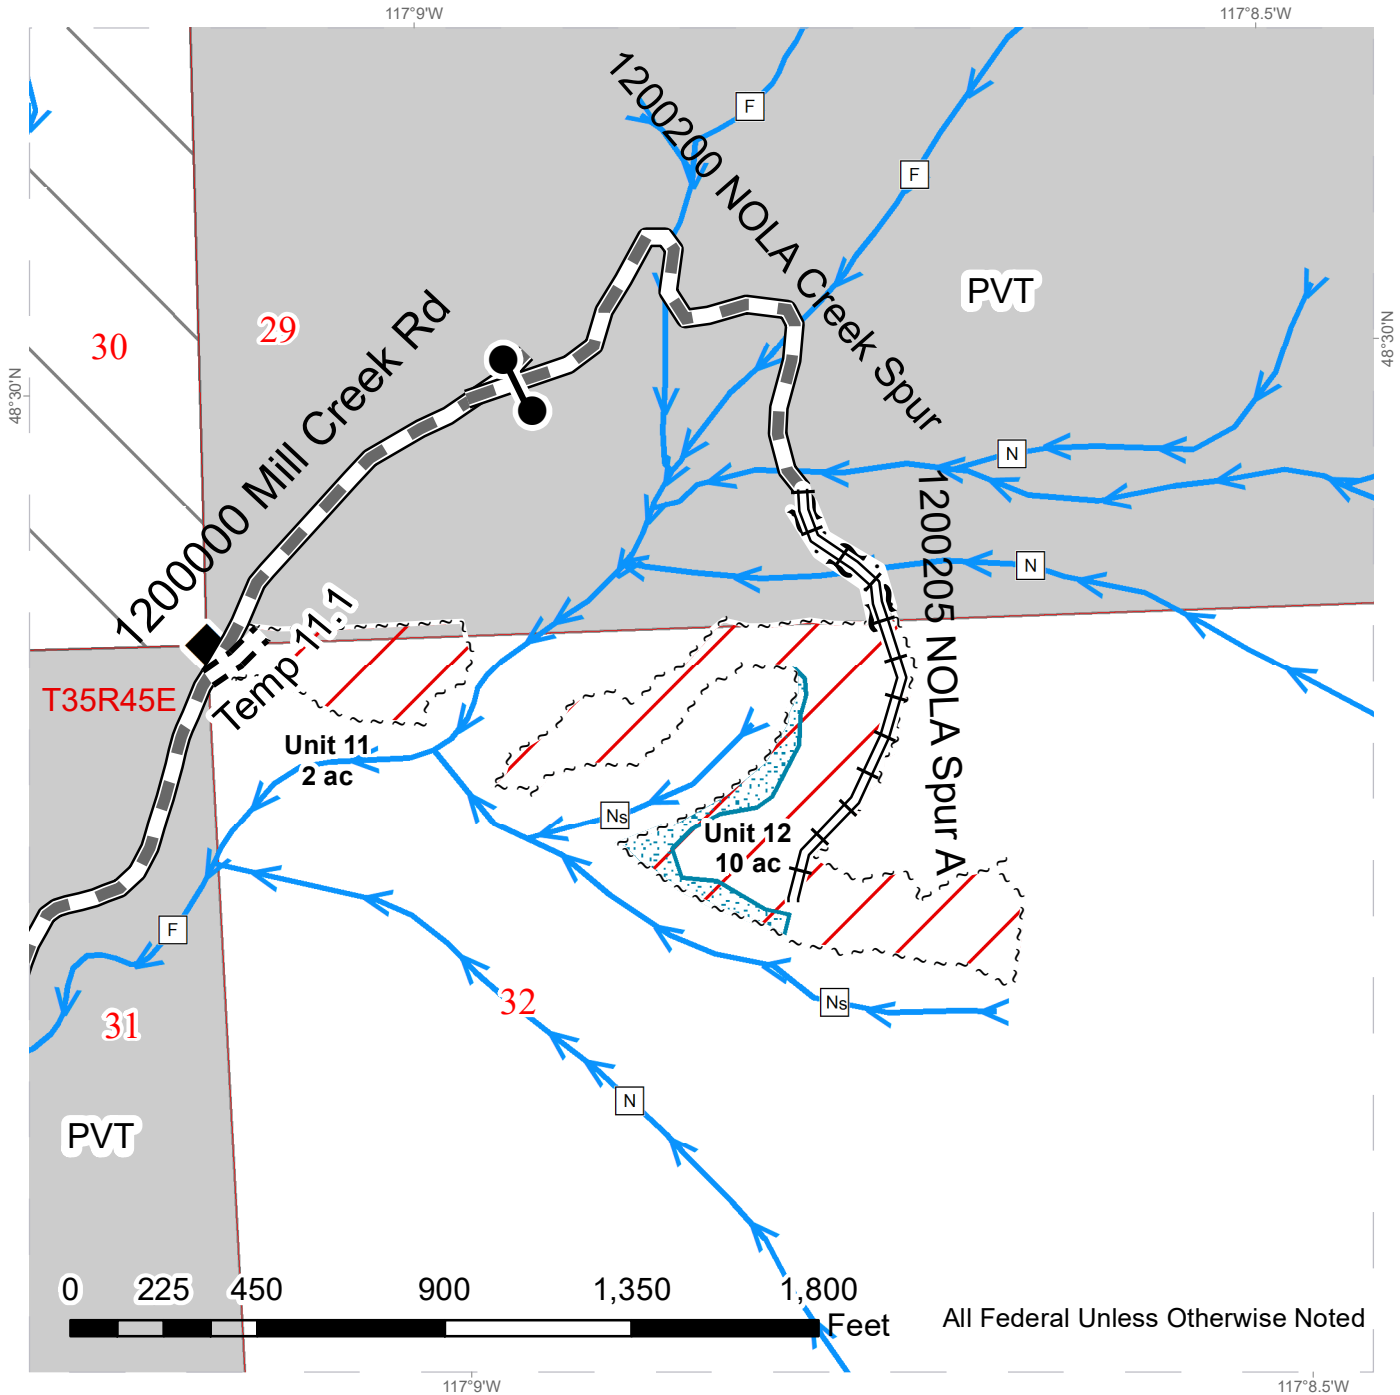 117°9'W
117°8.5'W
1200200 NOLA Creek Spur
F
F
PVT
30
29
1200000 Mill Creek Rd
48°30'N
48°30'N
N
1200205 NOLA Spur A
N
Temp 11.1
T35R45E
Unit 11
2 ac
Ns
Unit 12
10 ac
F
Ns
32
31
N
PVT
0
225
450
900
1,350
1,800
Feet
All Federal Unless Otherwise Noted
117°9'W
117°8.5'W